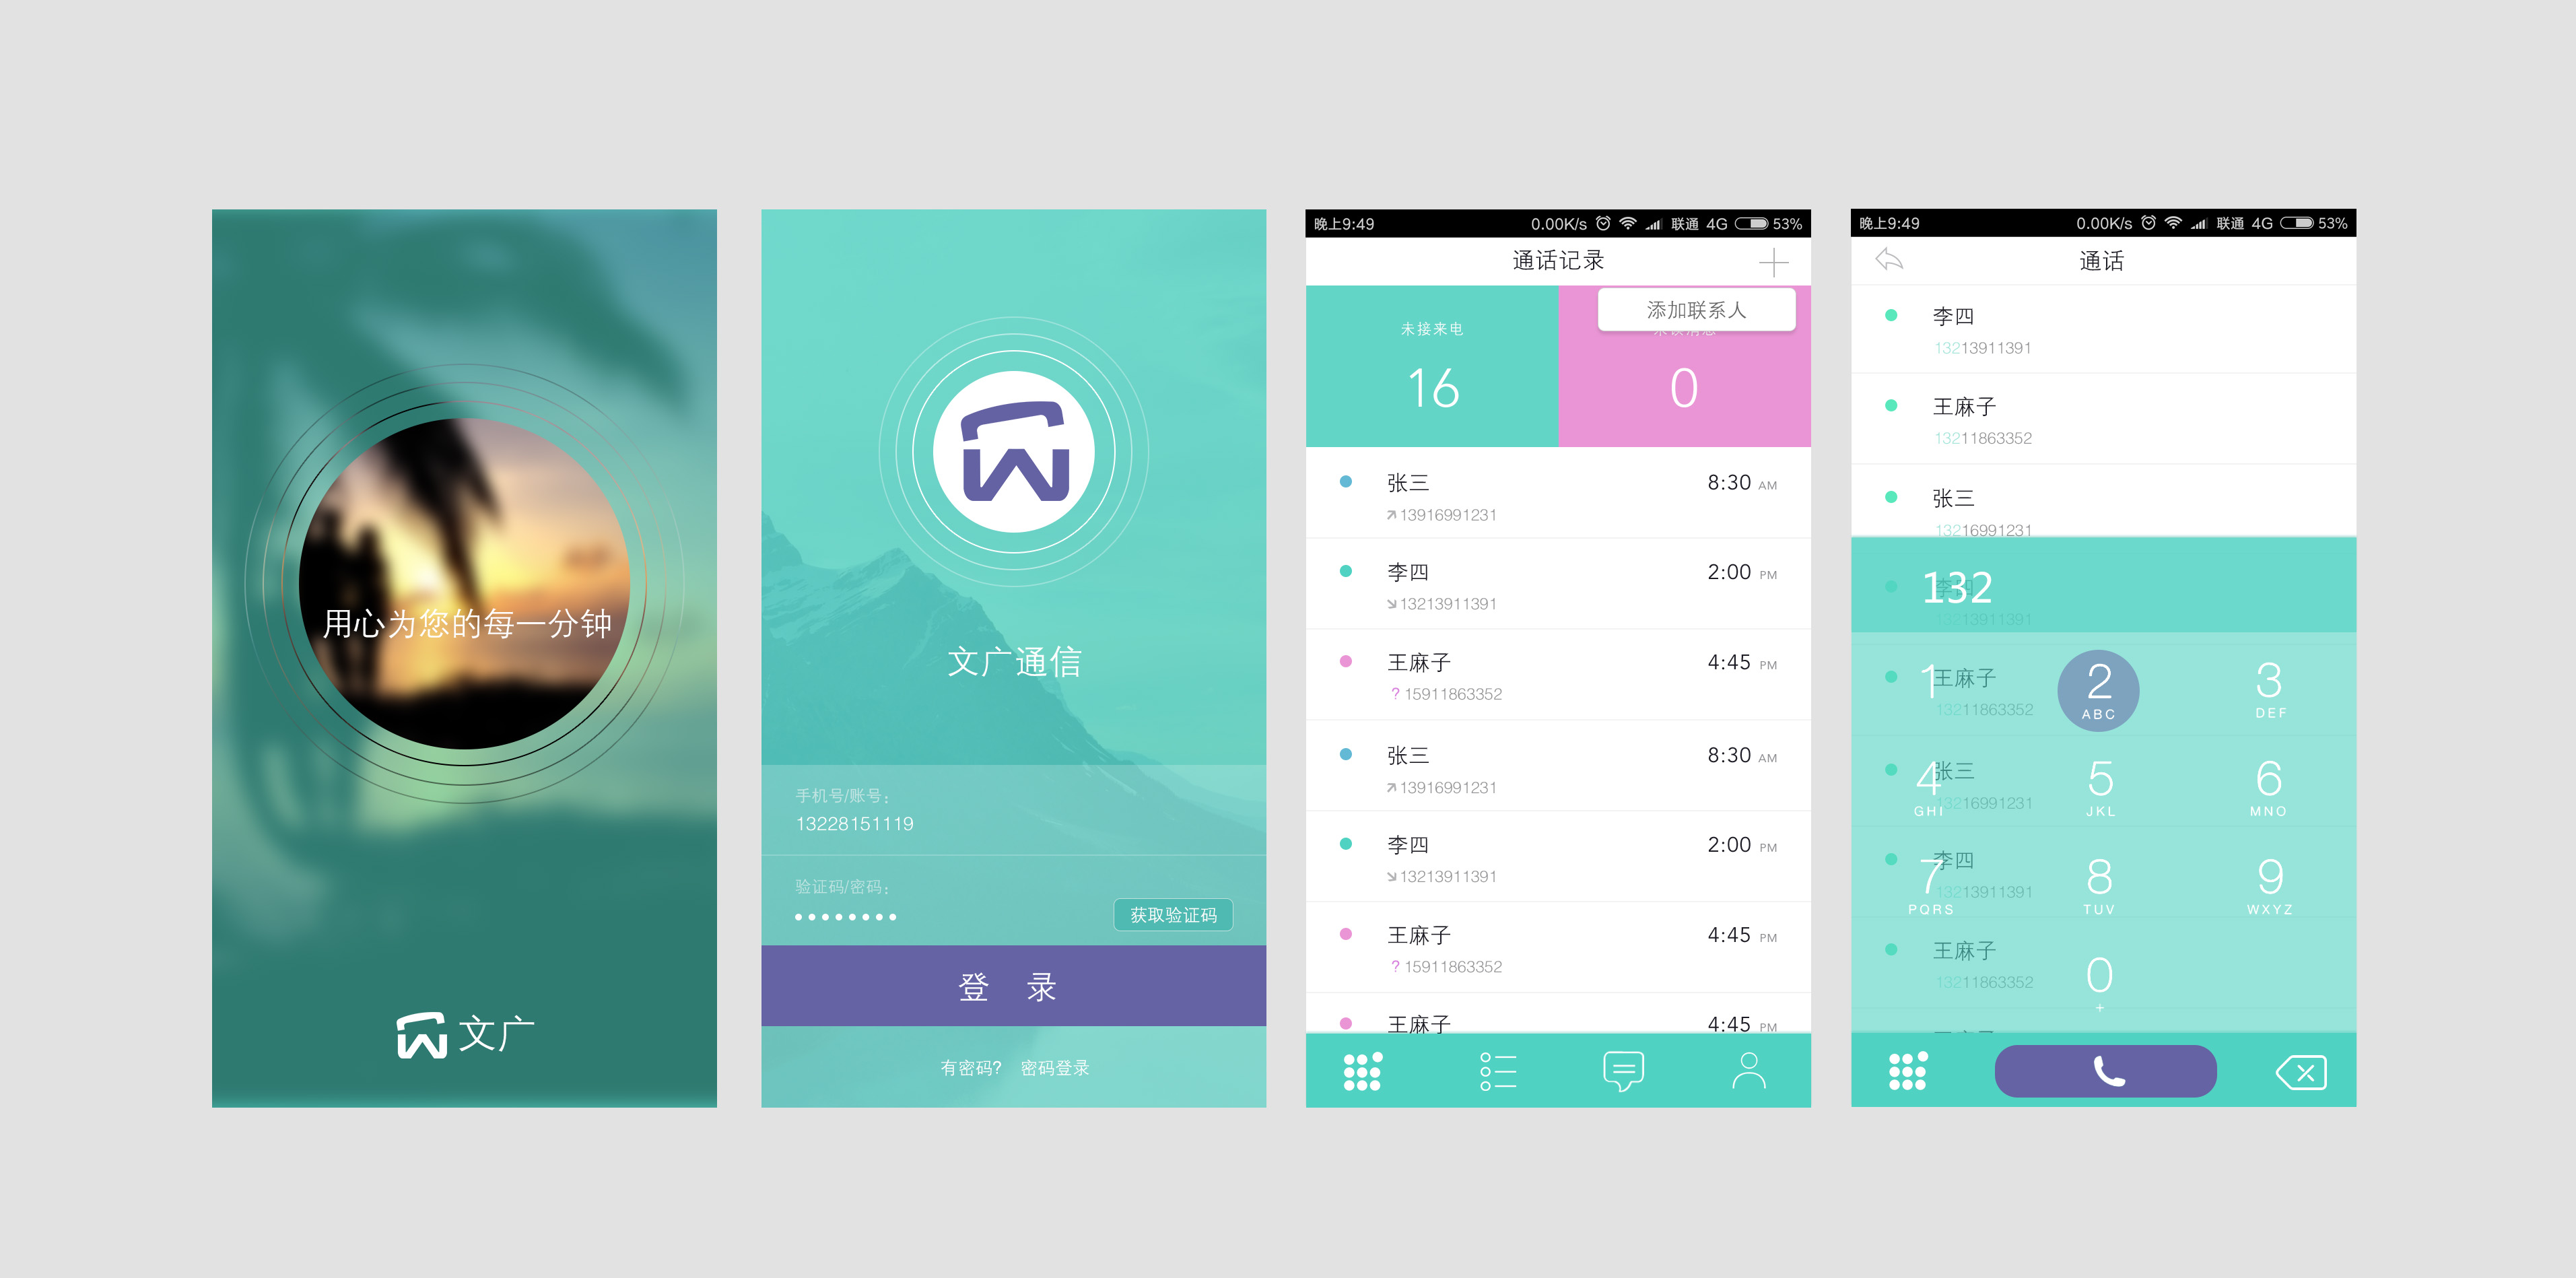 用心为您的每一分钟
文广
文广通信
手机号/账号：
13228151119
验证码/密码：
获取验证码
登 录
有密码? 密码登录
晚上9:49 0.00K/s 联通 4G 53%
通话记录
添加联系人
未接来电
16
0
张三 8:30 AM
13916991231
李四 2:00 PM
13213911391
王麻子 4:45 PM
? 15911863352
张三 8:30 AM
13916991231
李四 2:00 PM
13213911391
王麻子 4:45 PM
? 15911863352
王麻子 4:45 PM
晚上9:49 0.00K/s 联通 4G 53%
通话
李四
13213911391
王麻子
13211863352
张三
13216991231
132
李四
13213911391
王麻子
13211863352
张三
13216991231
李四
13213911391
王麻子
13211863352
1 2 3
ABC DEF
4 5 6
GHI JKL MNO
7 8 9
PQRS TUV WXYZ
0
+